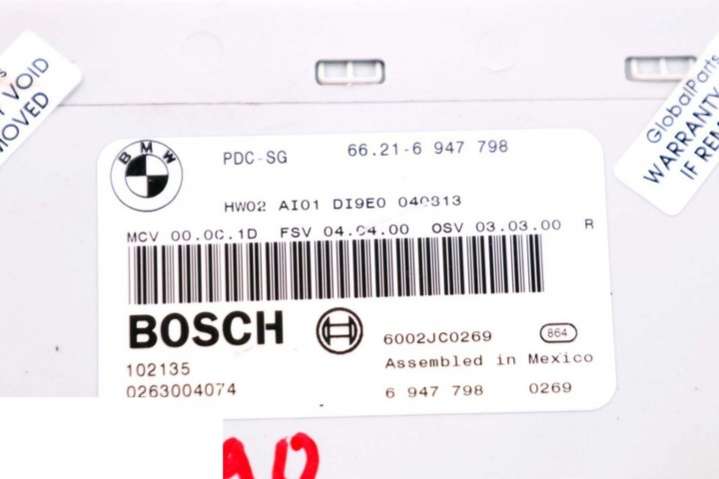 Y VOID
MOVED
GlobalParts
WARRANTY
IF REM
BMW
PDC-SG 66.21-6 947 798
HW02 AI01 DI9E0 040313
MCV 00.0C.1D FSV 04.04.00 OSV 03.03.00 R
BOSCH
6002JC0269 864
102135 Assembled in Mexico
0263004074 6 947 798 0269